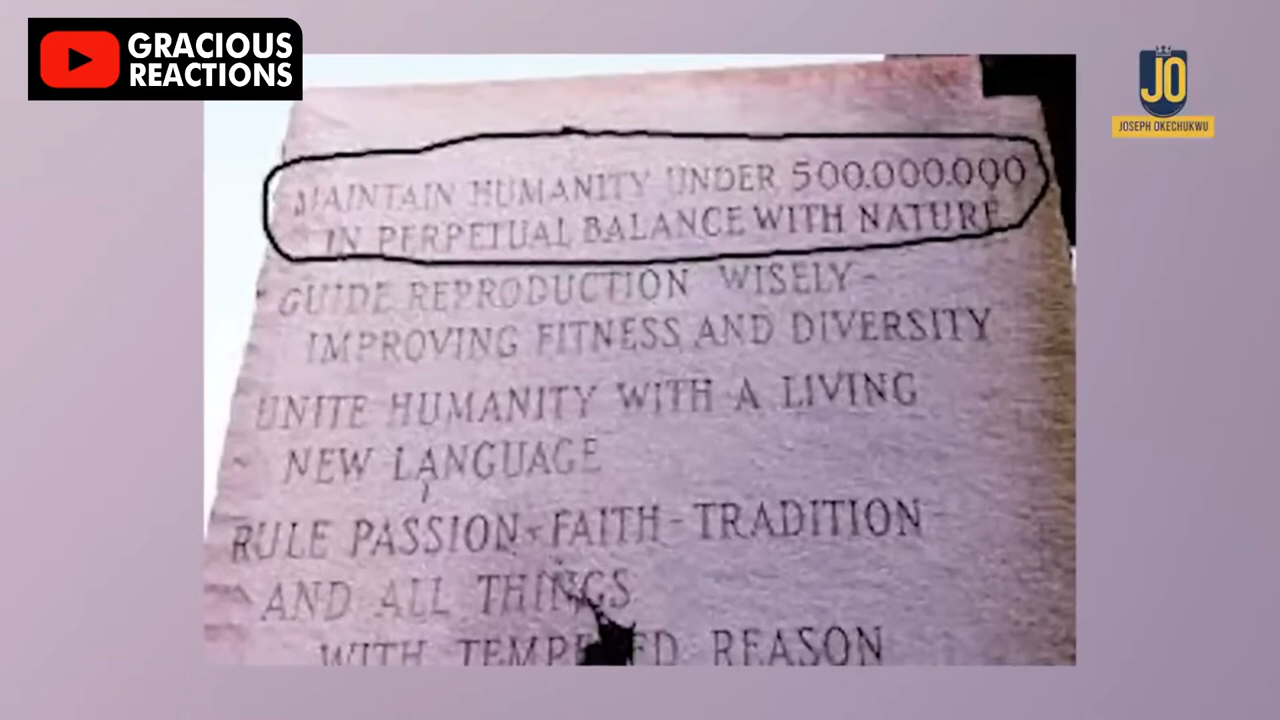 GRACIOUS
REACTIONS
JO
JOSEPH OKECHUKWU
MAINTAIN HUMANITY UNDER 500.000.000
IN PERPETUAL BALANCE WITH NATURE
GUIDE REPRODUCTION WISELY-
IMPROVING FITNESS AND DIVERSITY
UNITE HUMANITY WITH A LIVING
NEW LANGUAGE
RULE PASSION-FAITH-TRADITION
AND ALL THINGS
WITH TEMPERED REASON